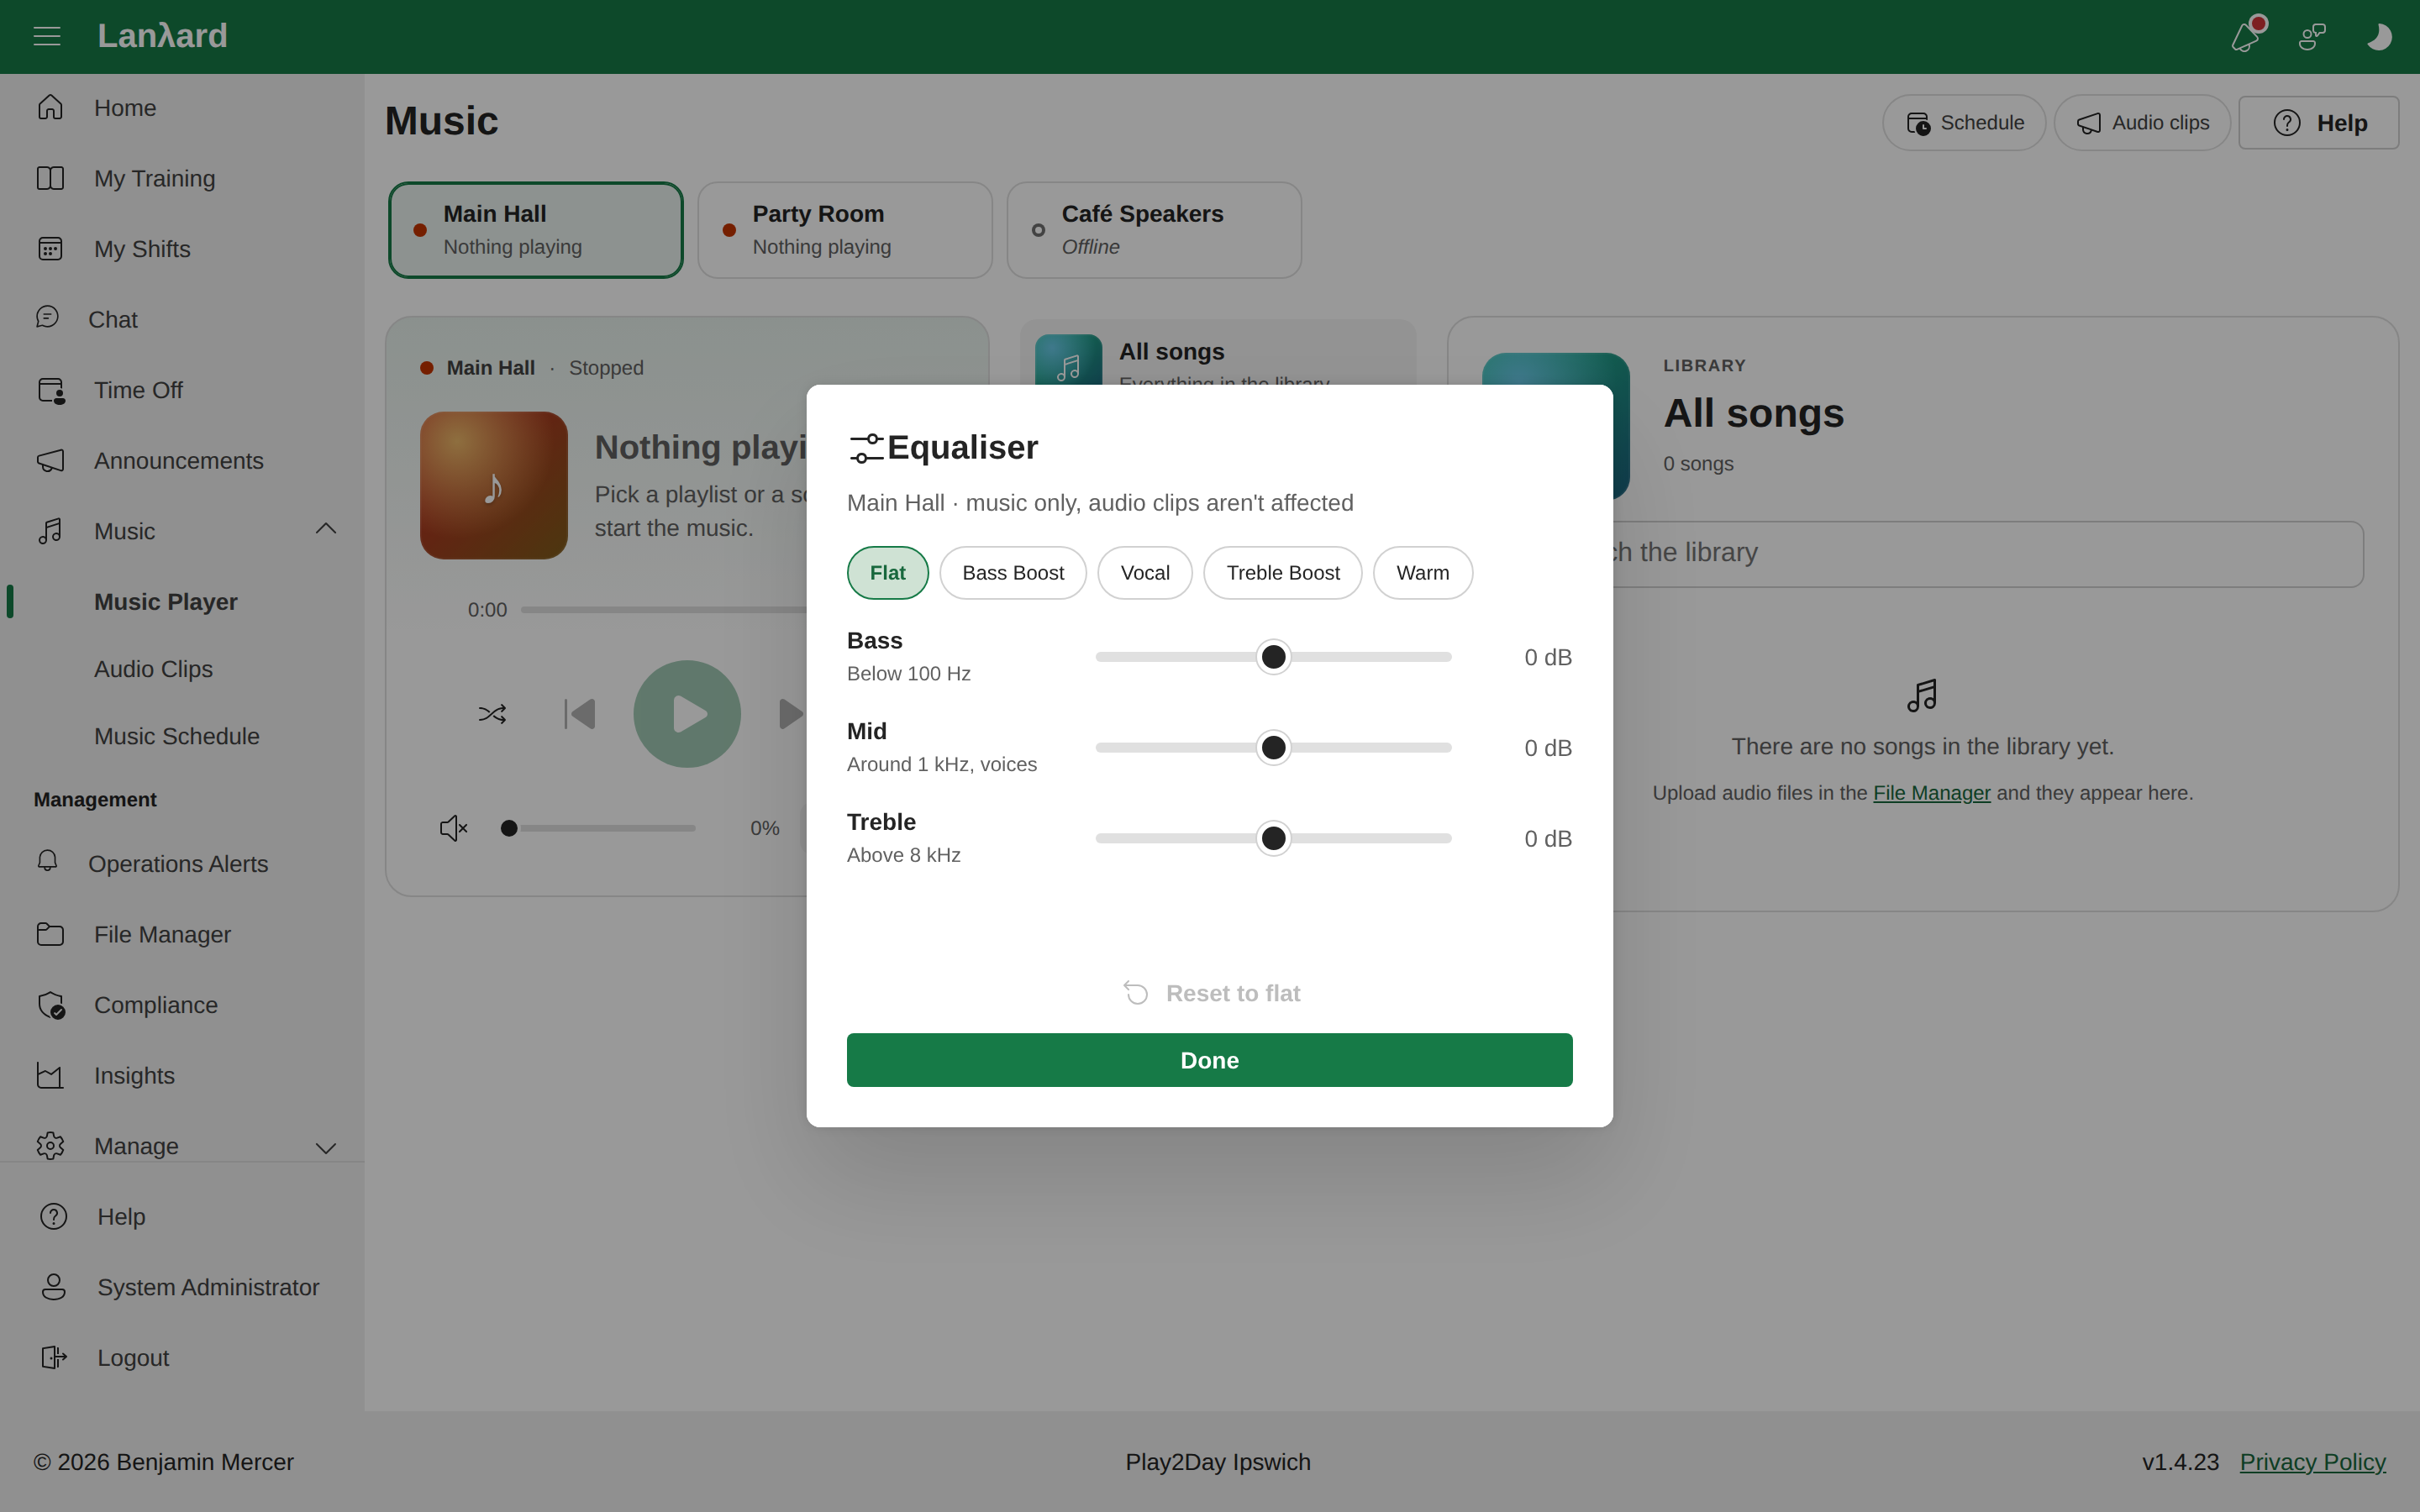 Lanλard
Home
My Training
My Shifts
Chat
Time Off
Announcements
Music
Music Player
Audio Clips
Music Schedule
Management
Operations Alerts
File Manager
Compliance
Insights
Manage
Help
System Administrator
Logout
Music
Schedule
Audio clips
Help
Main Hall
Nothing playing
Party Room
Nothing playing
Café Speakers
Offline
Main Hall · Stopped
Nothing playi
Pick a playlist or a so
start the music.
0:00
0%
All songs
Everything in the library
LIBRARY
All songs
0 songs
ch the library
There are no songs in the library yet.
Upload audio files in the File Manager and they appear here.
Equaliser
Main Hall · music only, audio clips aren't affected
Flat
Bass Boost
Vocal
Treble Boost
Warm
Bass
Below 100 Hz
0 dB
Mid
Around 1 kHz, voices
0 dB
Treble
Above 8 kHz
0 dB
Reset to flat
Done
© 2026 Benjamin Mercer
Play2Day Ipswich
v1.4.23 Privacy Policy